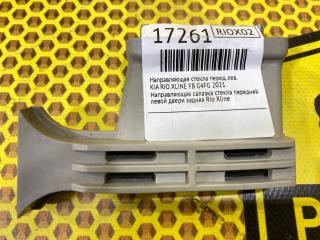 17261
RIOX02
Направляющая стекла перед.лев.
KIA RIO XLINE FB G4FG 2021.
Направляющая салазка стекла передней
левой двери задняя Rio Xline
P